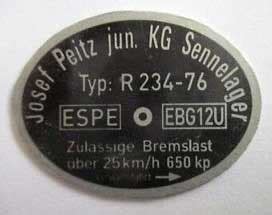 Josef Peitz jun. KG Sennelager
Typ: R 234-76
ESPE EBG12U
Zulässige Bremslast
über 25km/h 650 kp